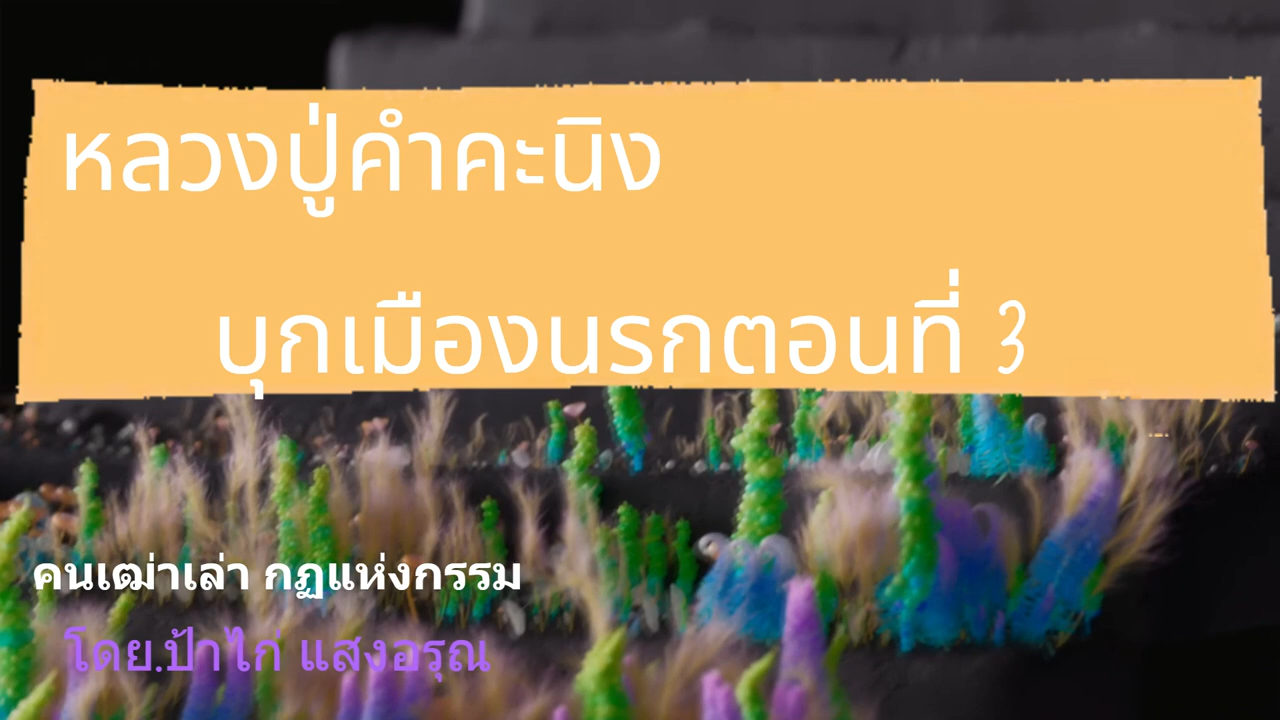 หลวงปู่คำคะนิง
บุกเมืองนรกตอนที่ 3
คนเฒ่าเล่า กฏแห่งกรรม
โดย.ป้าไก่ แสงอรุณ